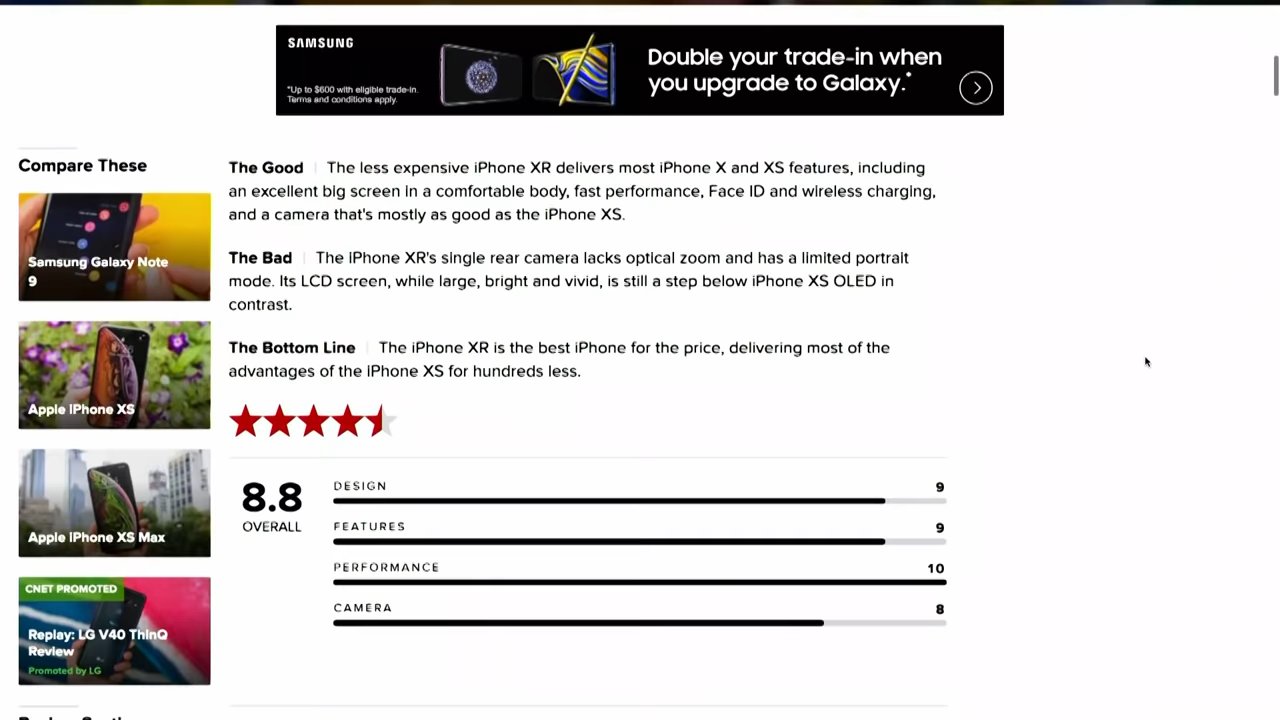 SAMSUNG
*Up to $600 with eligible trade-in.
Terms and conditions apply.
Double your trade-in when
you upgrade to Galaxy.*
Compare These
Samsung Galaxy Note
9
Apple iPhone XS
Apple iPhone XS Max
CNET PROMOTED
Replay: LG V40 ThinQ
Review
Promoted by LG
The Good | The less expensive iPhone XR delivers most iPhone X and XS features, including
an excellent big screen in a comfortable body, fast performance, Face ID and wireless charging,
and a camera that's mostly as good as the iPhone XS.
The Bad | The iPhone XR's single rear camera lacks optical zoom and has a limited portrait
mode. Its LCD screen, while large, bright and vivid, is still a step below iPhone XS OLED in
contrast.
The Bottom Line | The iPhone XR is the best iPhone for the price, delivering most of the
advantages of the iPhone XS for hundreds less.
8.8
OVERALL
DESIGN 9
FEATURES 9
PERFORMANCE 10
CAMERA 8